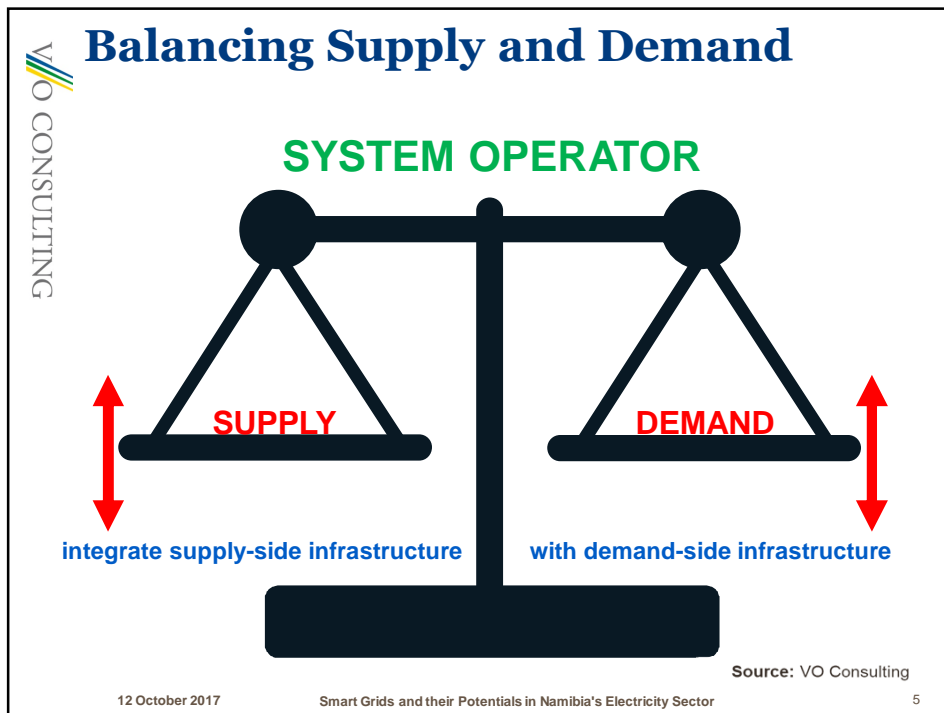 Balancing Supply and Demand
VO CONSULTING
SYSTEM OPERATOR
SUPPLY
DEMAND
integrate supply-side infrastructure
with demand-side infrastructure
Source: VO Consulting
12 October 2017
Smart Grids and their Potentials in Namibia's Electricity Sector
5